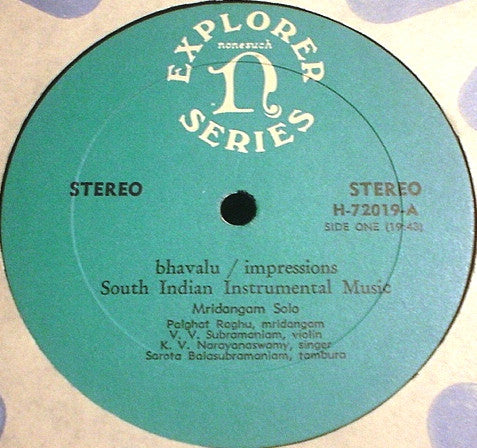 EXPLORER
nonesuch
n
SERIES
STEREO
STEREO
H-72019-A
SIDE ONE (19:43)
bhavalu / impressions
South Indian Instrumental Music
Mridangam Solo
Palghat Raghu, mridangam
V. V. Subramaniam, violin
K. V. Narayanaswamy, singer
Sarota Balasubramaniam, tambura